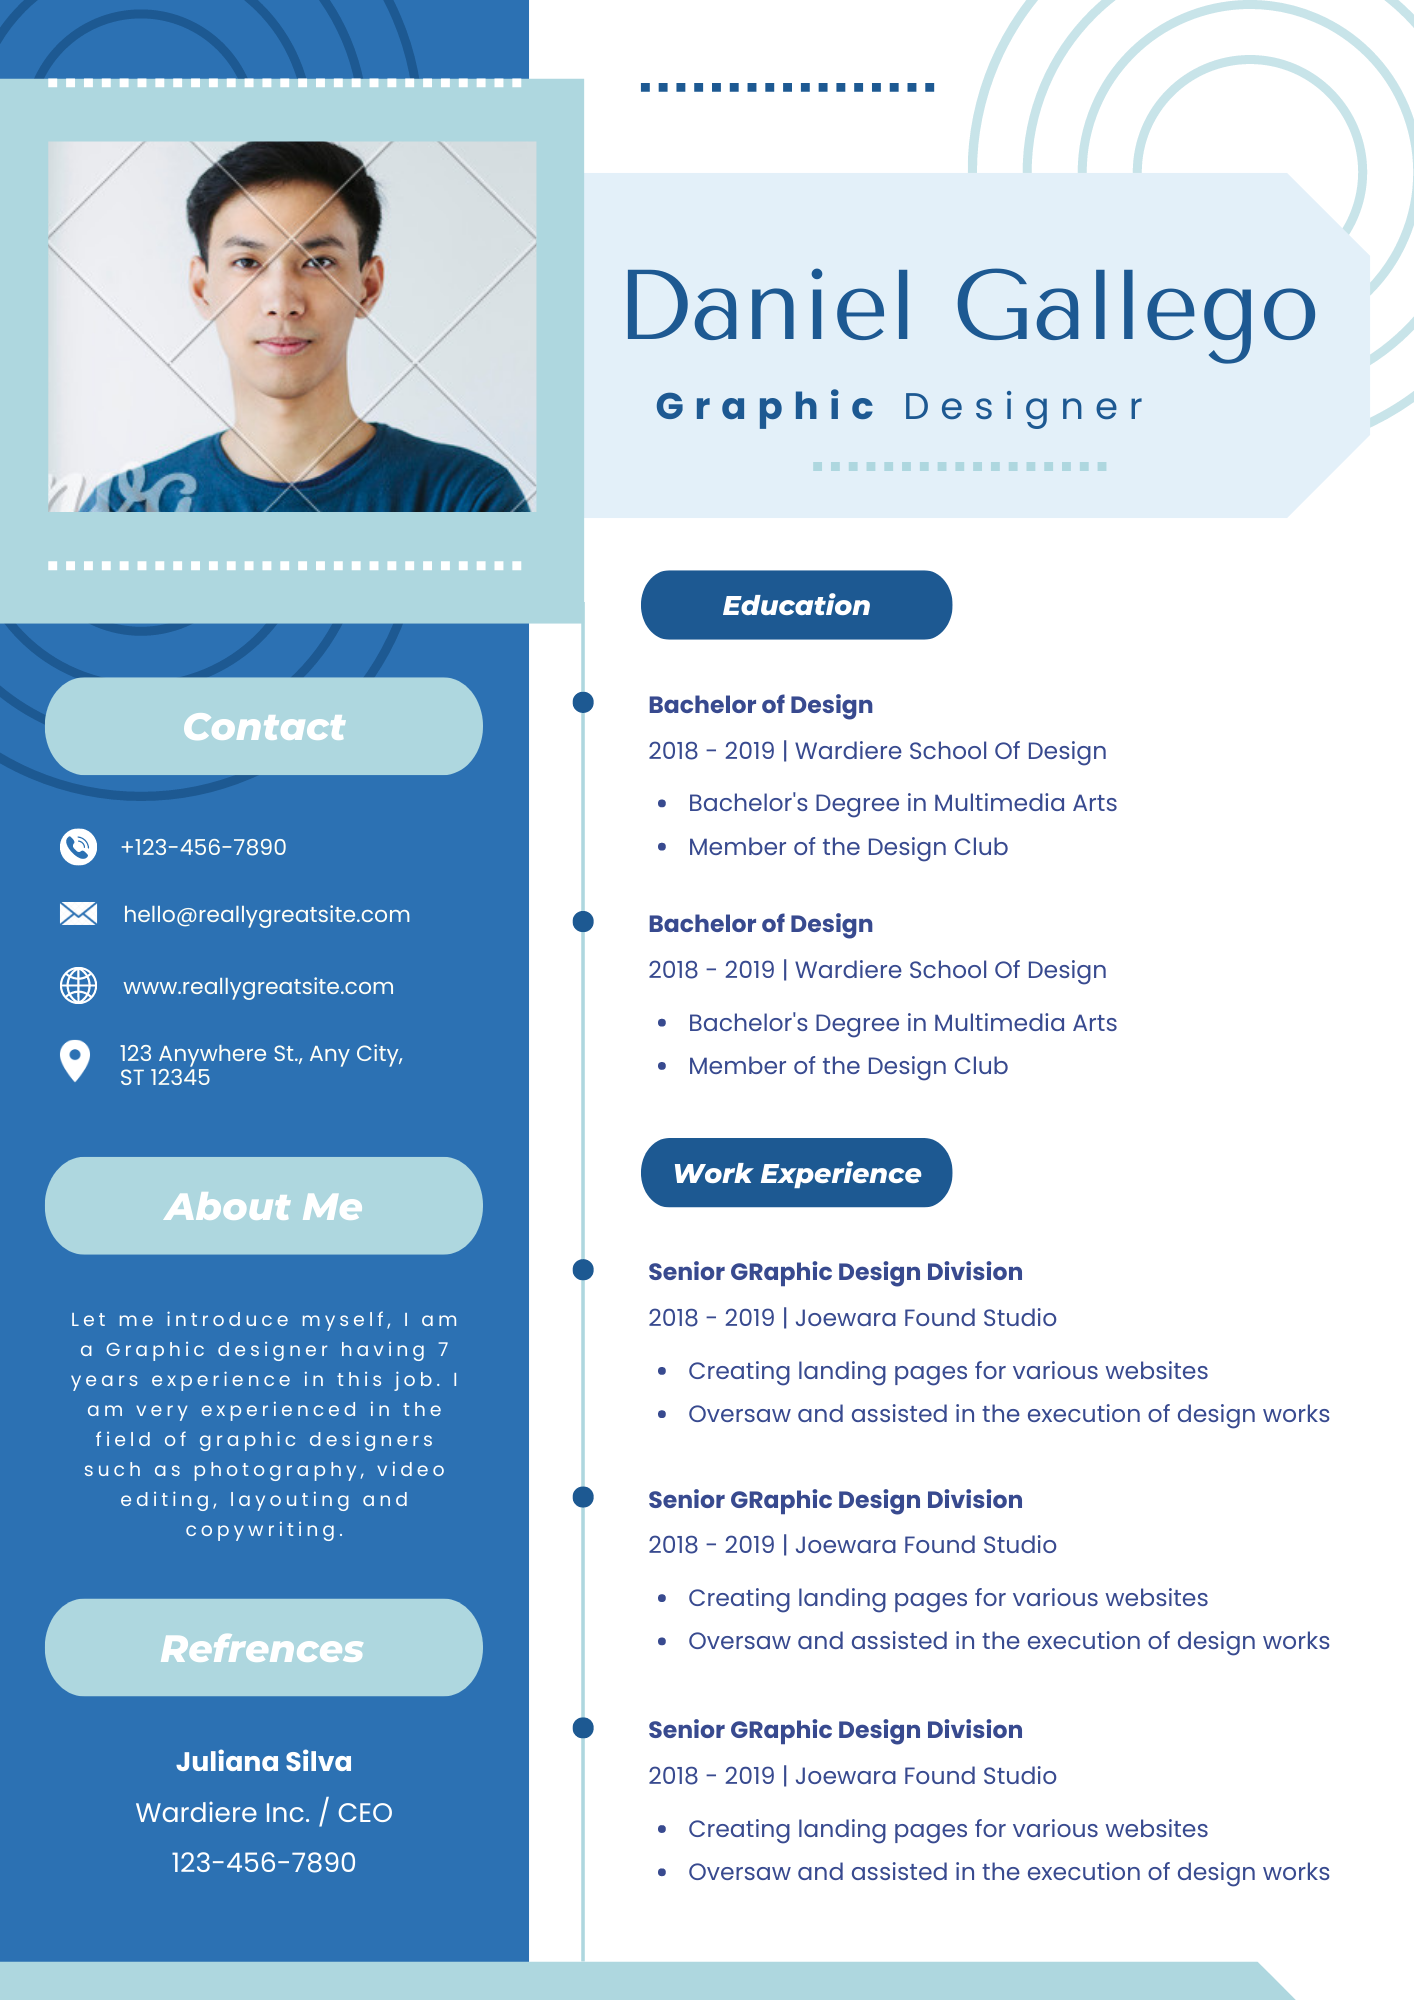 Daniel Gallego
Graphic Designer
Contact
+123-456-7890
hello@reallygreatsite.com
www.reallygreatsite.com
123 Anywhere St., Any City,
ST 12345
About Me
Let me introduce myself, I am
a Graphic designer having 7
years experience in this job. I
am very experienced in the
field of graphic designers
such as photography, video
editing, layouting and
copywriting.
Refrences
Juliana Silva
Wardiere Inc. / CEO
123-456-7890
Education
Bachelor of Design
2018 - 2019 | Wardiere School Of Design
• Bachelor's Degree in Multimedia Arts
• Member of the Design Club
Bachelor of Design
2018 - 2019 | Wardiere School Of Design
• Bachelor's Degree in Multimedia Arts
• Member of the Design Club
Work Experience
Senior GRaphic Design Division
2018 - 2019 | Joewara Found Studio
• Creating landing pages for various websites
• Oversaw and assisted in the execution of design works
Senior GRaphic Design Division
2018 - 2019 | Joewara Found Studio
• Creating landing pages for various websites
• Oversaw and assisted in the execution of design works
Senior GRaphic Design Division
2018 - 2019 | Joewara Found Studio
• Creating landing pages for various websites
• Oversaw and assisted in the execution of design works